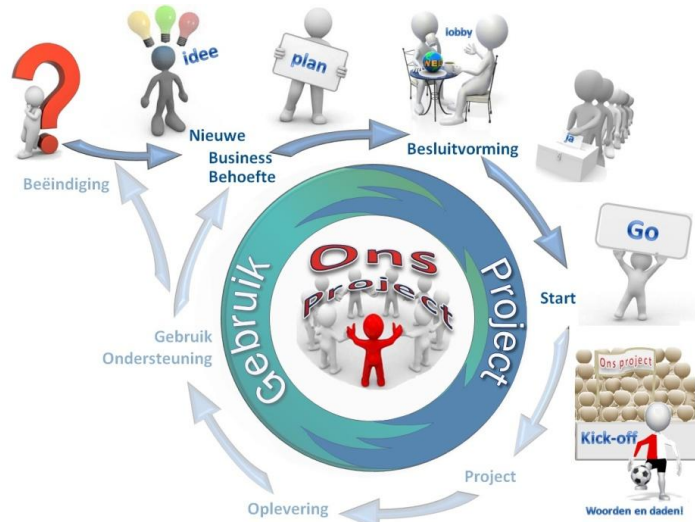 idee
plan
lobby
WEB
Nieuwe
Business
Behoefte
Besluitvorming
ja
Beëindiging
Go
Ons
Project
Gebruik
Project
Start
Gebruik
Ondersteuning
Ons project
Kick-off
Project
Oplevering
Woorden en daden!